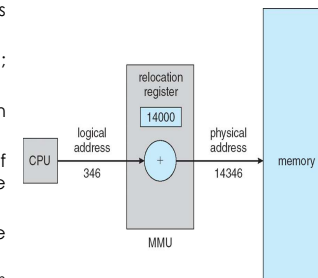 s
;
n
f
e
e
relocation
register
14000
logical
address
346
CPU
+
physical
address
14346
memory
MMU